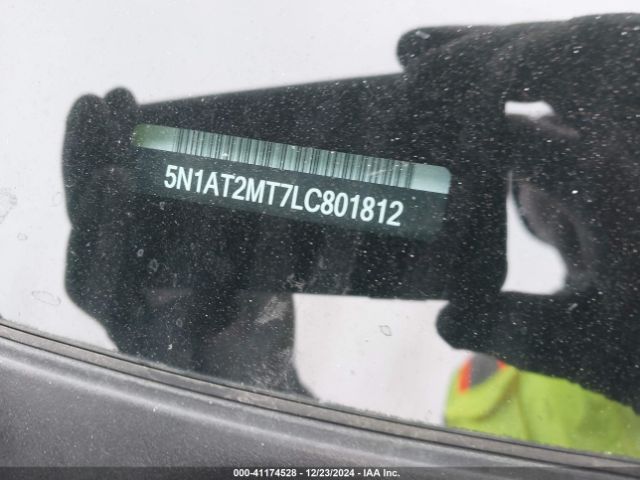 5N1AT2MT7LC801812
000-41174528 - 12/23/2024 - IAA Inc.